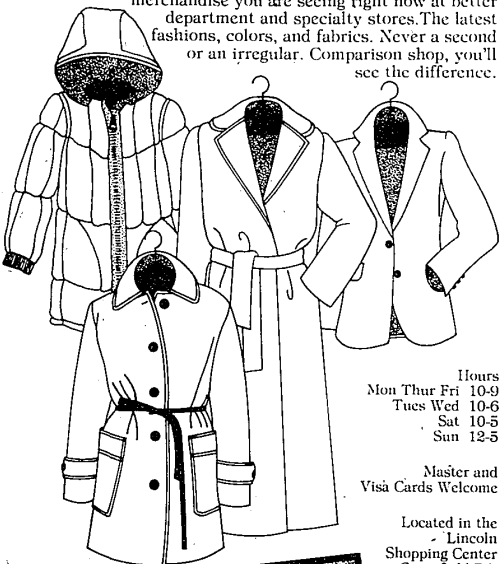 merchandise you are seeing right now at better
department and specialty stores.The latest
fashions, colors, and fabrics. Never a second
or an irregular. Comparison shop, you'll
see the difference.
Hours
Mon Thur Fri 10-9
Tues Wed 10-6
Sat 10-5
Sun 12-5
Master and
Visa Cards Welcome
Located in the
Lincoln
Shopping Center